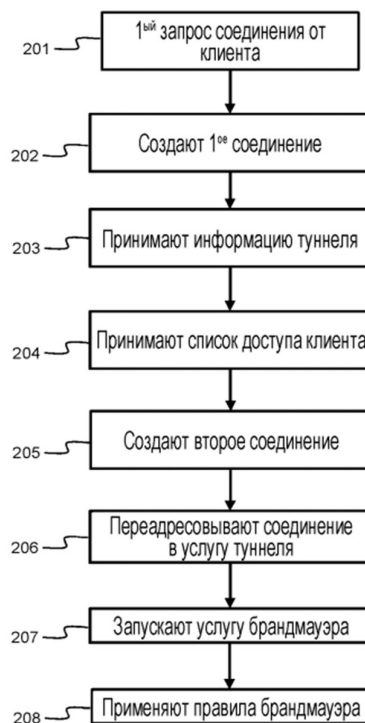 201
1ый запрос соединения от
клиента
202
Создают 1ое соединение
203
Принимают информацию туннеля
204
Принимают список доступа клиента
205
Создают второе соединение
206
Переадресовывают соединение
в услугу туннеля
207
Запускают услугу брандмауэра
208
Применяют правила брандмауэра